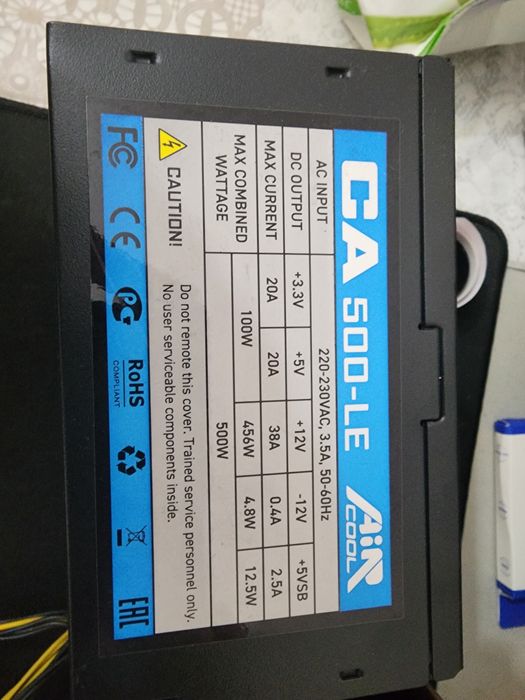 CA 500-LE AiR COOL
AC INPUT 220-230VAC, 3.5A, 50-60Hz
DC OUTPUT +3.3V +5V +12V -12V +5VSB
MAX CURRENT 20A 20A 38A 0.4A 2.5A
MAX COMBINED WATTAGE 100W 456W 4.8W 12.5W
500W
CAUTION! Do not remote this cover. Trained service personnel only.
No user serviceable components inside.
FC CE PG RoHS EAC
COMPLIANT